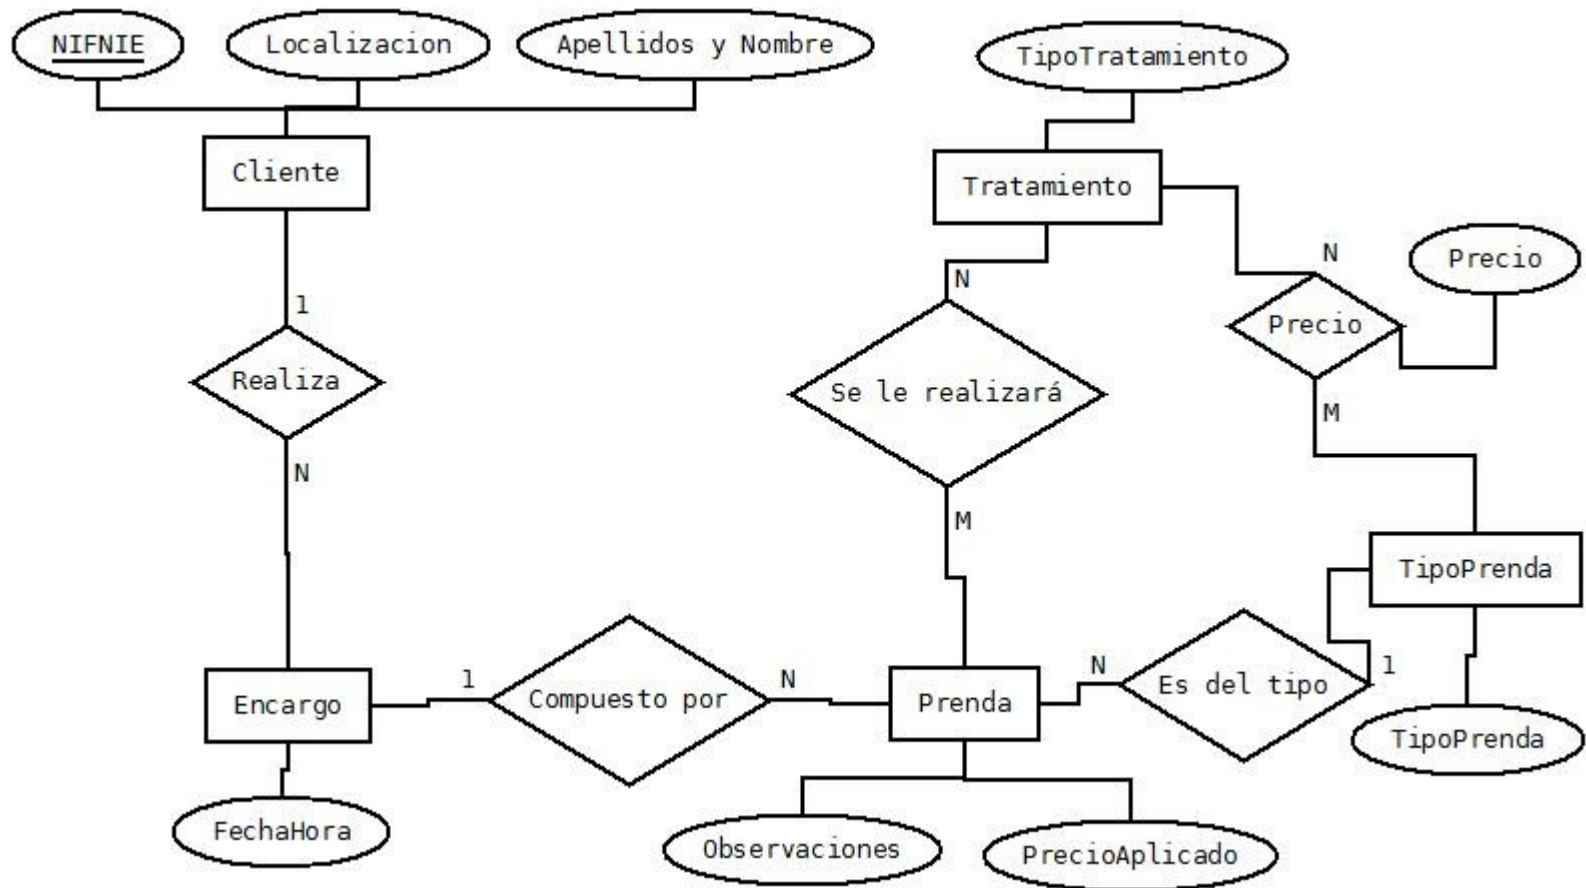 NIFNIE
Localizacion
Apellidos y Nombre
TipoTratamiento
Cliente
Tratamiento
N
Precio
N
1
Precio
Realiza
Se le realizará
M
N
M
TipoPrenda
1
N
N
1
Encargo
Compuesto por
Prenda
Es del tipo
TipoPrenda
FechaHora
Observaciones
PrecioAplicado